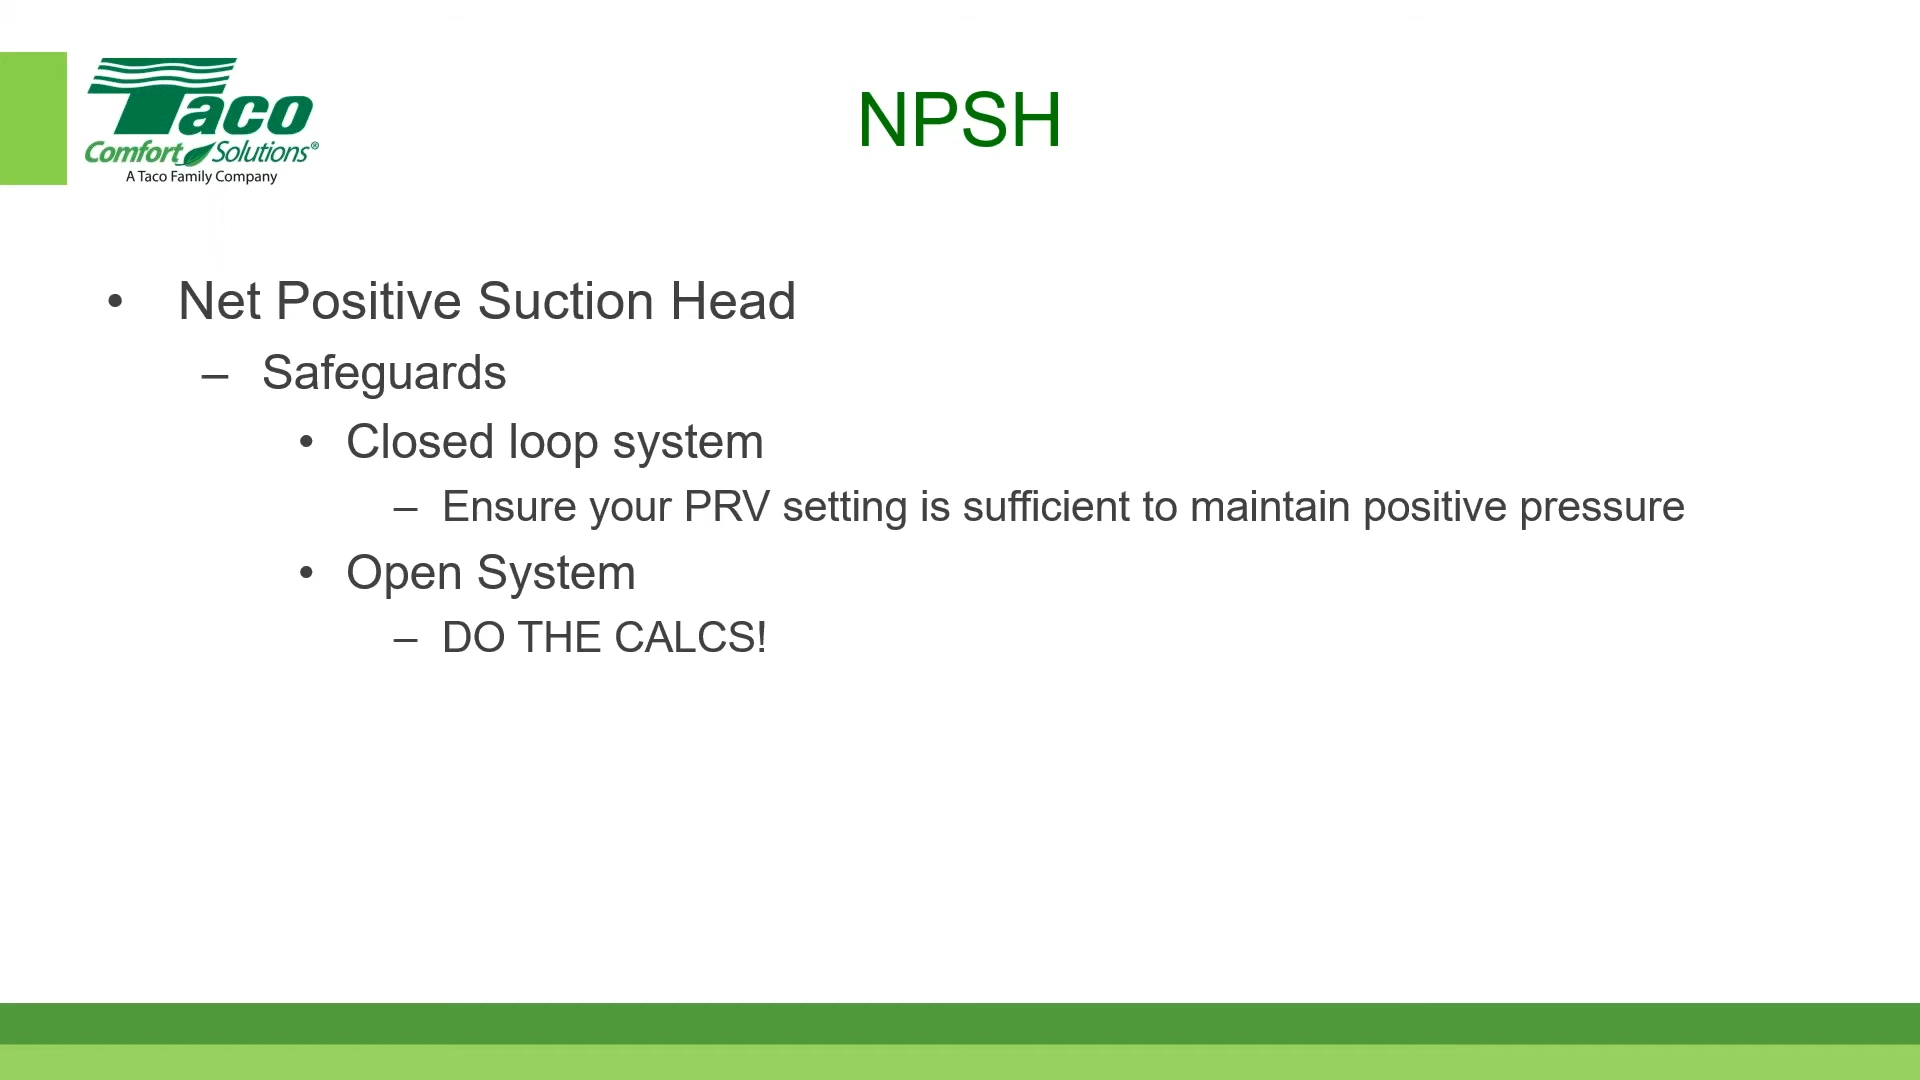 Taco
Comfort Solutions®
A Taco Family Company
NPSH
• Net Positive Suction Head
– Safeguards
• Closed loop system
– Ensure your PRV setting is sufficient to maintain positive pressure
• Open System
– DO THE CALCS!